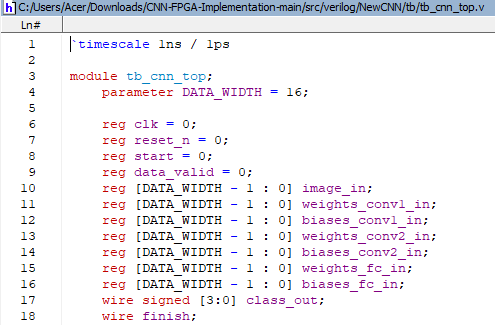 C:/Users/Acer/Downloads/CNN-FPGA-Implementation-main/src/verilog/NewCNN/tb/tb_cnn_top.v
Ln#
1 `timescale 1ns / 1ps
2
3 module tb_cnn_top;
4 parameter DATA_WIDTH = 16;
5
6 reg clk = 0;
7 reg reset_n = 0;
8 reg start = 0;
9 reg data_valid = 0;
10 reg [DATA_WIDTH - 1 : 0] image_in;
11 reg [DATA_WIDTH - 1 : 0] weights_conv1_in;
12 reg [DATA_WIDTH - 1 : 0] biases_conv1_in;
13 reg [DATA_WIDTH - 1 : 0] weights_conv2_in;
14 reg [DATA_WIDTH - 1 : 0] biases_conv2_in;
15 reg [DATA_WIDTH - 1 : 0] weights_fc_in;
16 reg [DATA_WIDTH - 1 : 0] biases_fc_in;
17 wire signed [3:0] class_out;
18 wire finish;